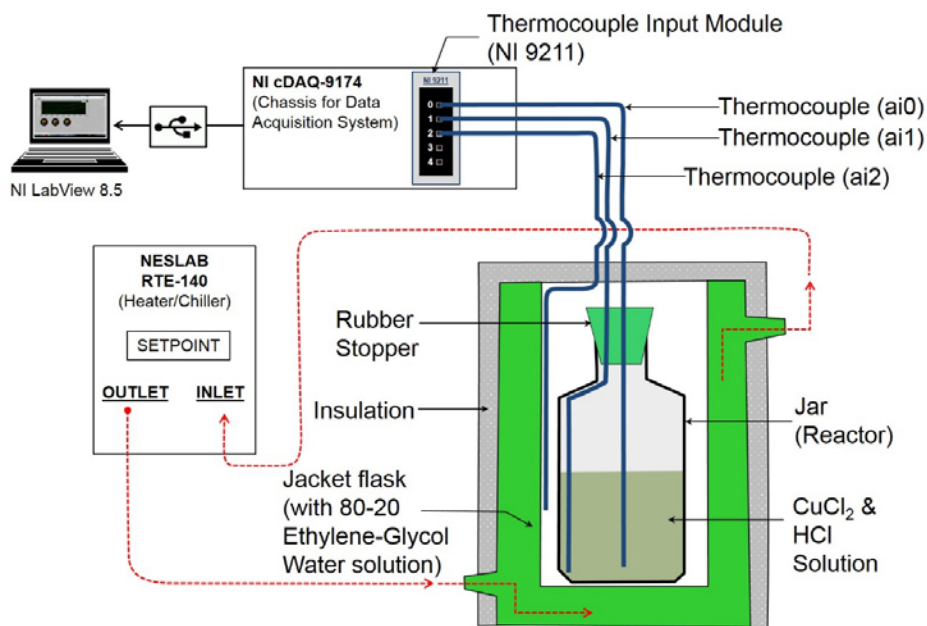 Thermocouple Input Module
(NI 9211)
NI cDAQ-9174
(Chassis for Data
Acquisition System)
NI 9211
0
1
2
3
4
Thermocouple (ai0)
Thermocouple (ai1)
Thermocouple (ai2)
NI LabView 8.5
NESLAB
RTE-140
(Heater/Chiller)
SETPOINT
OUTLET INLET
Rubber
Stopper
Insulation
Jar
(Reactor)
Jacket flask
(with 80-20
Ethylene-Glycol
Water solution)
CuCl₂ &
HCl
Solution